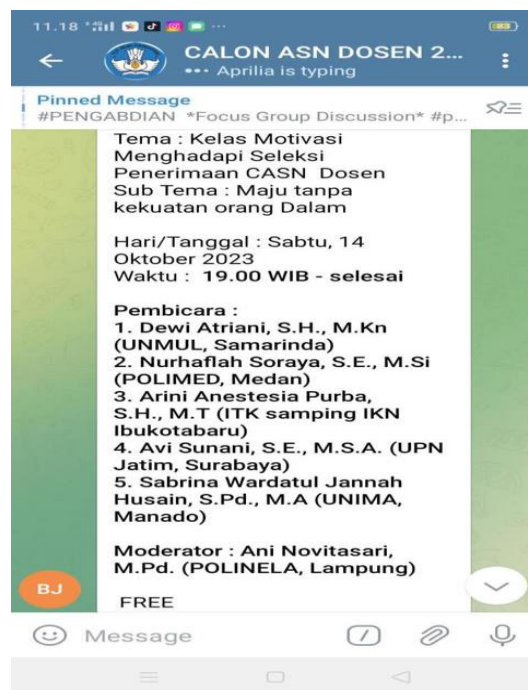 11.18
CALON ASN DOSEN 2...
Aprilia is typing
Pinned Message
#PENGABDIAN *Focus Group Discussion* #p...
Tema : Kelas Motivasi
Menghadapi Seleksi
Penerimaan CASN Dosen
Sub Tema : Maju tanpa
kekuatan orang Dalam
Hari/Tanggal : Sabtu, 14
Oktober 2023
Waktu : 19.00 WIB - selesai
Pembicara :
1. Dewi Atriani, S.H., M.Kn
(UNMUL, Samarinda)
2. Nurhaflah Soraya, S.E., M.Si
(POLIMED, Medan)
3. Arini Anestesia Purba,
S.H., M.T (ITK samping IKN
Ibukotabaru)
4. Avi Sunani, S.E., M.S.A. (UPN
Jatim, Surabaya)
5. Sabrina Wardatul Jannah
Husain, S.Pd., M.A (UNIMA,
Manado)
Moderator : Ani Novitasari,
M.Pd. (POLINELA, Lampung)
BJ
FREE
Message